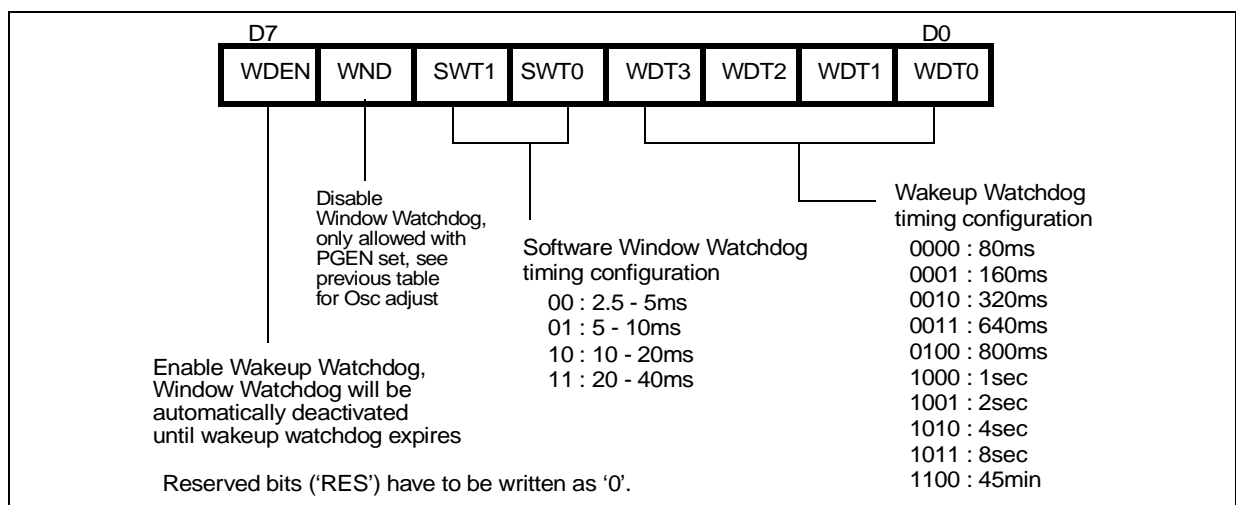 D7 D0
WDEN WND SWT1 SWT0 WDT3 WDT2 WDT1 WDT0
Disable
Window Watchdog,
only allowed with
PGEN set, see
previous table
for Osc adjust
Enable Wakeup Watchdog,
Window Watchdog will be
automatically deactivated
until wakeup watchdog expires
Software Window Watchdog
timing configuration
00 : 2.5 - 5ms
01 : 5 - 10ms
10 : 10 - 20ms
11 : 20 - 40ms
Wakeup Watchdog
timing configuration
0000 : 80ms
0001 : 160ms
0010 : 320ms
0011 : 640ms
0100 : 800ms
1000 : 1sec
1001 : 2sec
1010 : 4sec
1011 : 8sec
1100 : 45min
Reserved bits (‘RES’) have to be written as ‘0’.